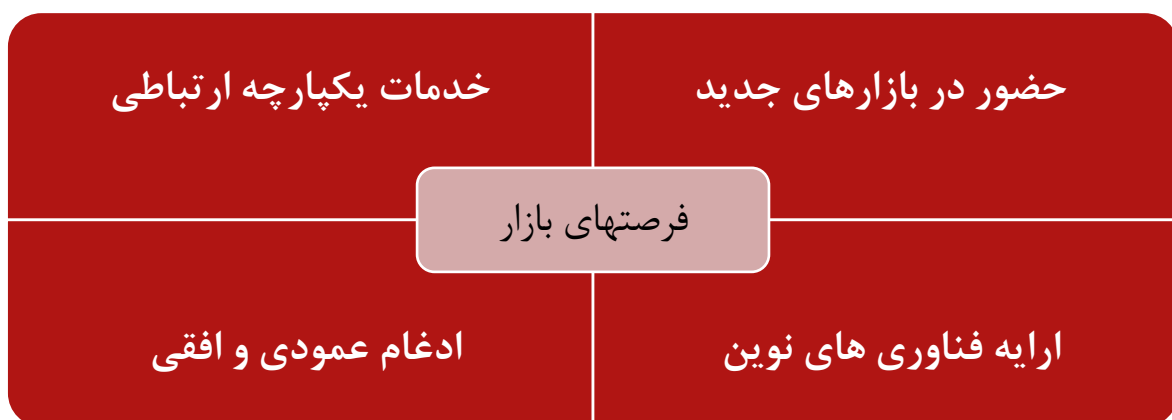 حضور در بازارهای جدید
خدمات یکپارچه ارتباطی
فرصتهای بازار
ارایه فناوری های نوین
ادغام عمودی و افقی